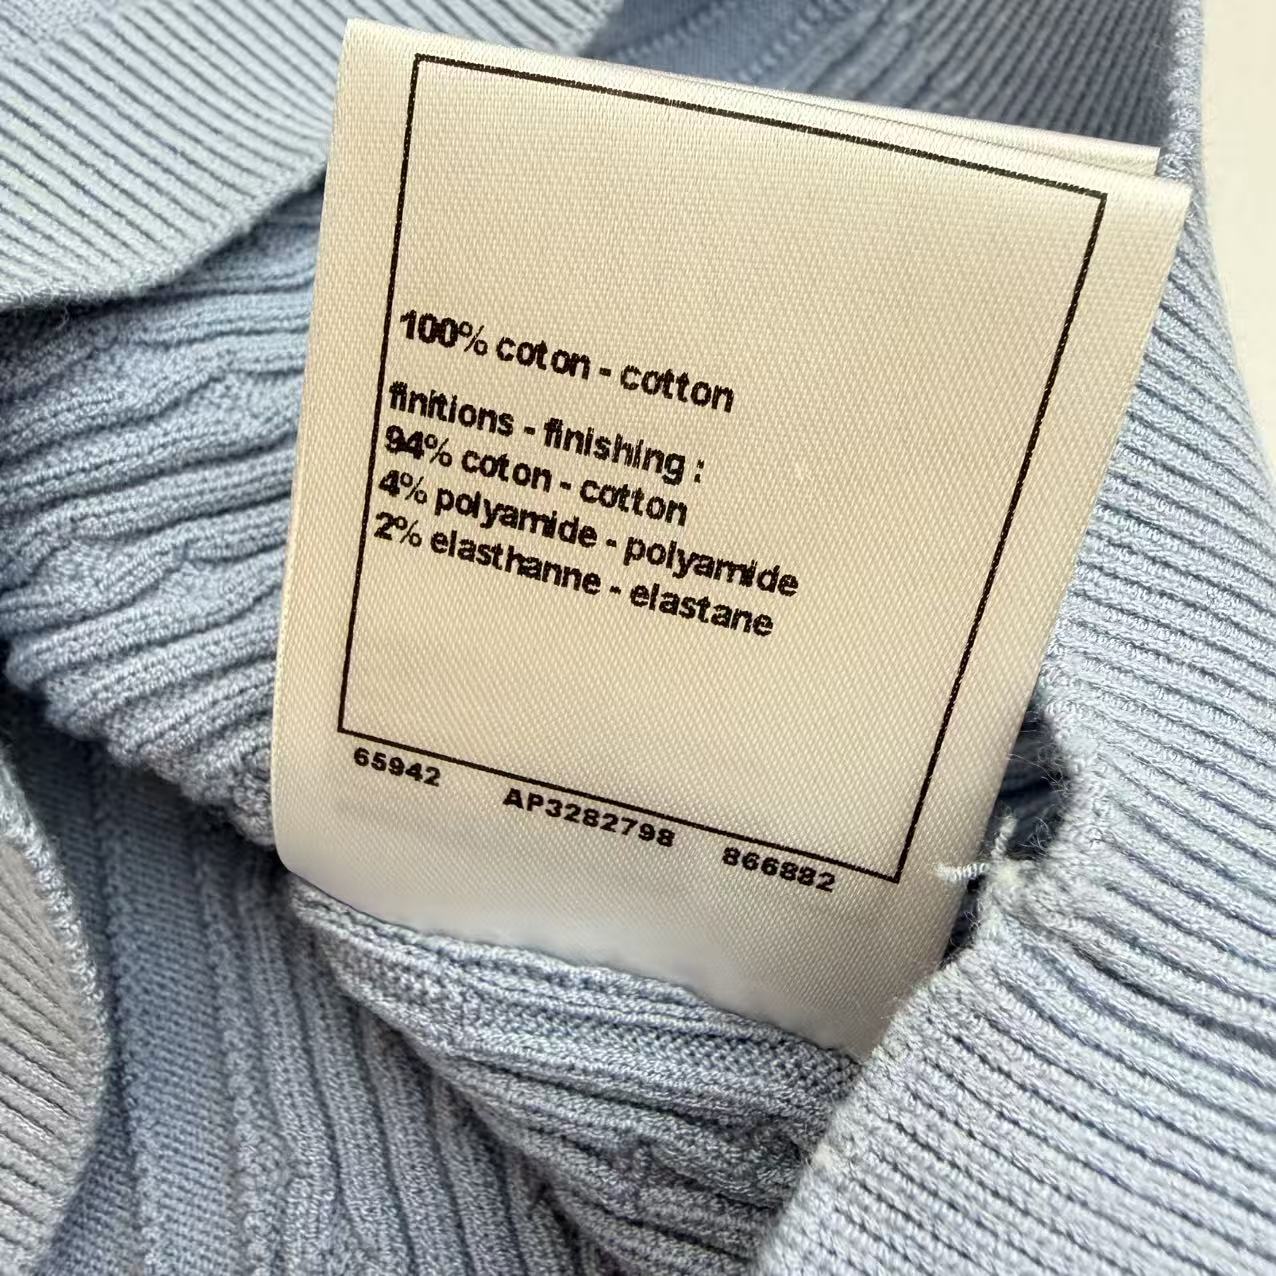 100% coton - cotton
finitions - finishing :
94% coton - cotton
4% polyamide - polyamide
2% elasthanne - elastane
65942 AP3282798 866882